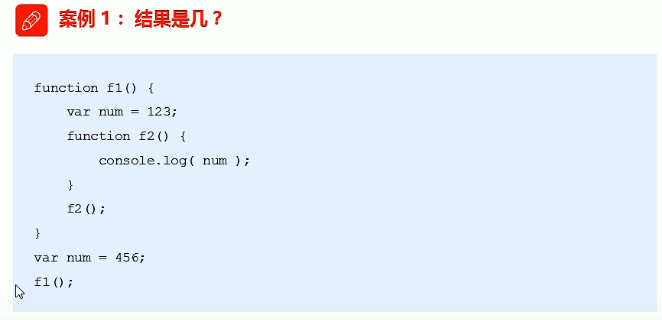 案例 1 ：结果是几 ?
function f1() {
    var num = 123;
    function f2() {
        console.log( num );
    }
    f2();
}
var num = 456;
f1();